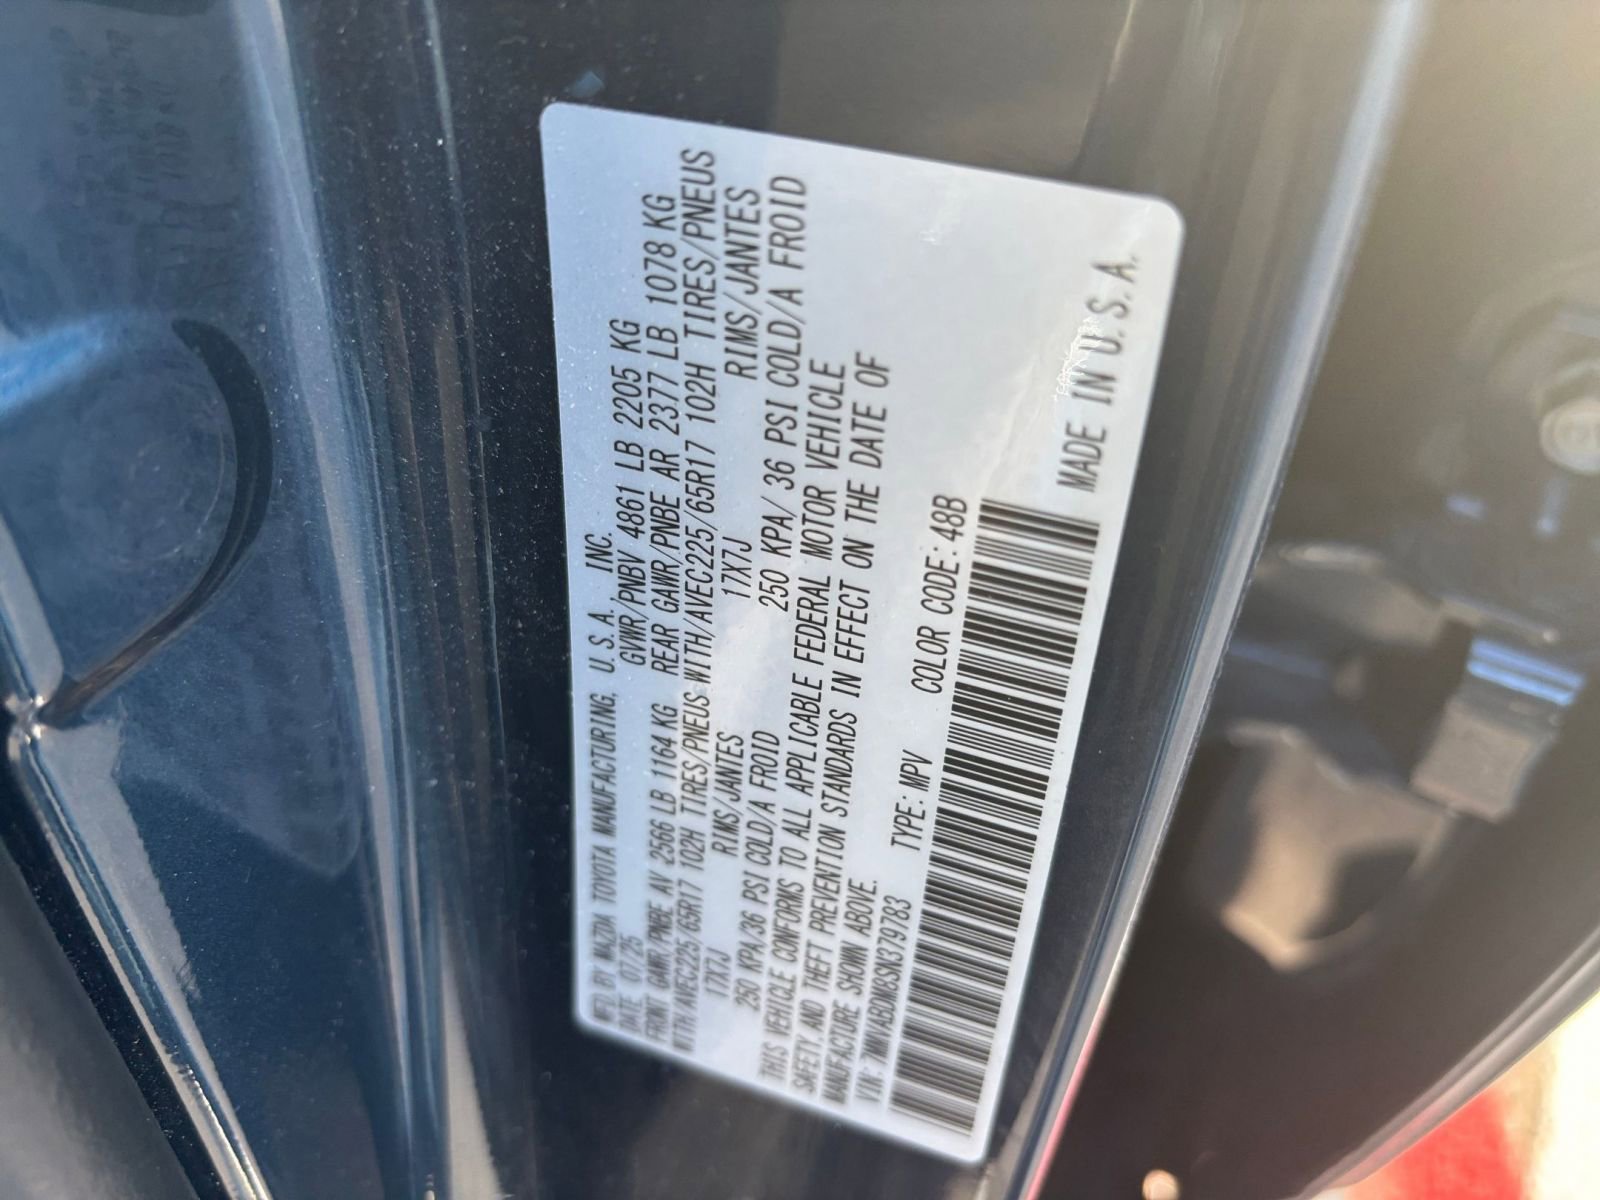 MFD. BY MAZDA TOYOTA MANUFACTURING, U.S.A. INC.
DATE 07/25 GVWR/PNBV 4861 LB 2205 KG
FRONT GAWR/PNBE AV 2566 LB 1164 KG REAR GAWR/PNBE AR 2377 LB 1078 KG
WITH/AVEC225/65R17 102H TIRES/PNEUS WITH/AVEC225/65R17 102H TIRES/PNEUS
17X7J RIMS/JANTES 17X7J RIMS/JANTES
250 KPA/36 PSI COLD/A FROID 250 KPA/ 36 PSI COLD/A FROID
THIS VEHICLE CONFORMS TO ALL APPLICABLE FEDERAL MOTOR VEHICLE
SAFETY, AND THEFT PREVENTION STANDARDS IN EFFECT ON THE DATE OF
MANUFACTURE SHOWN ABOVE.
VIN: 7MMVABDM8SN379783 TYPE: MPV COLOR CODE: 48B
MADE IN U.S.A.